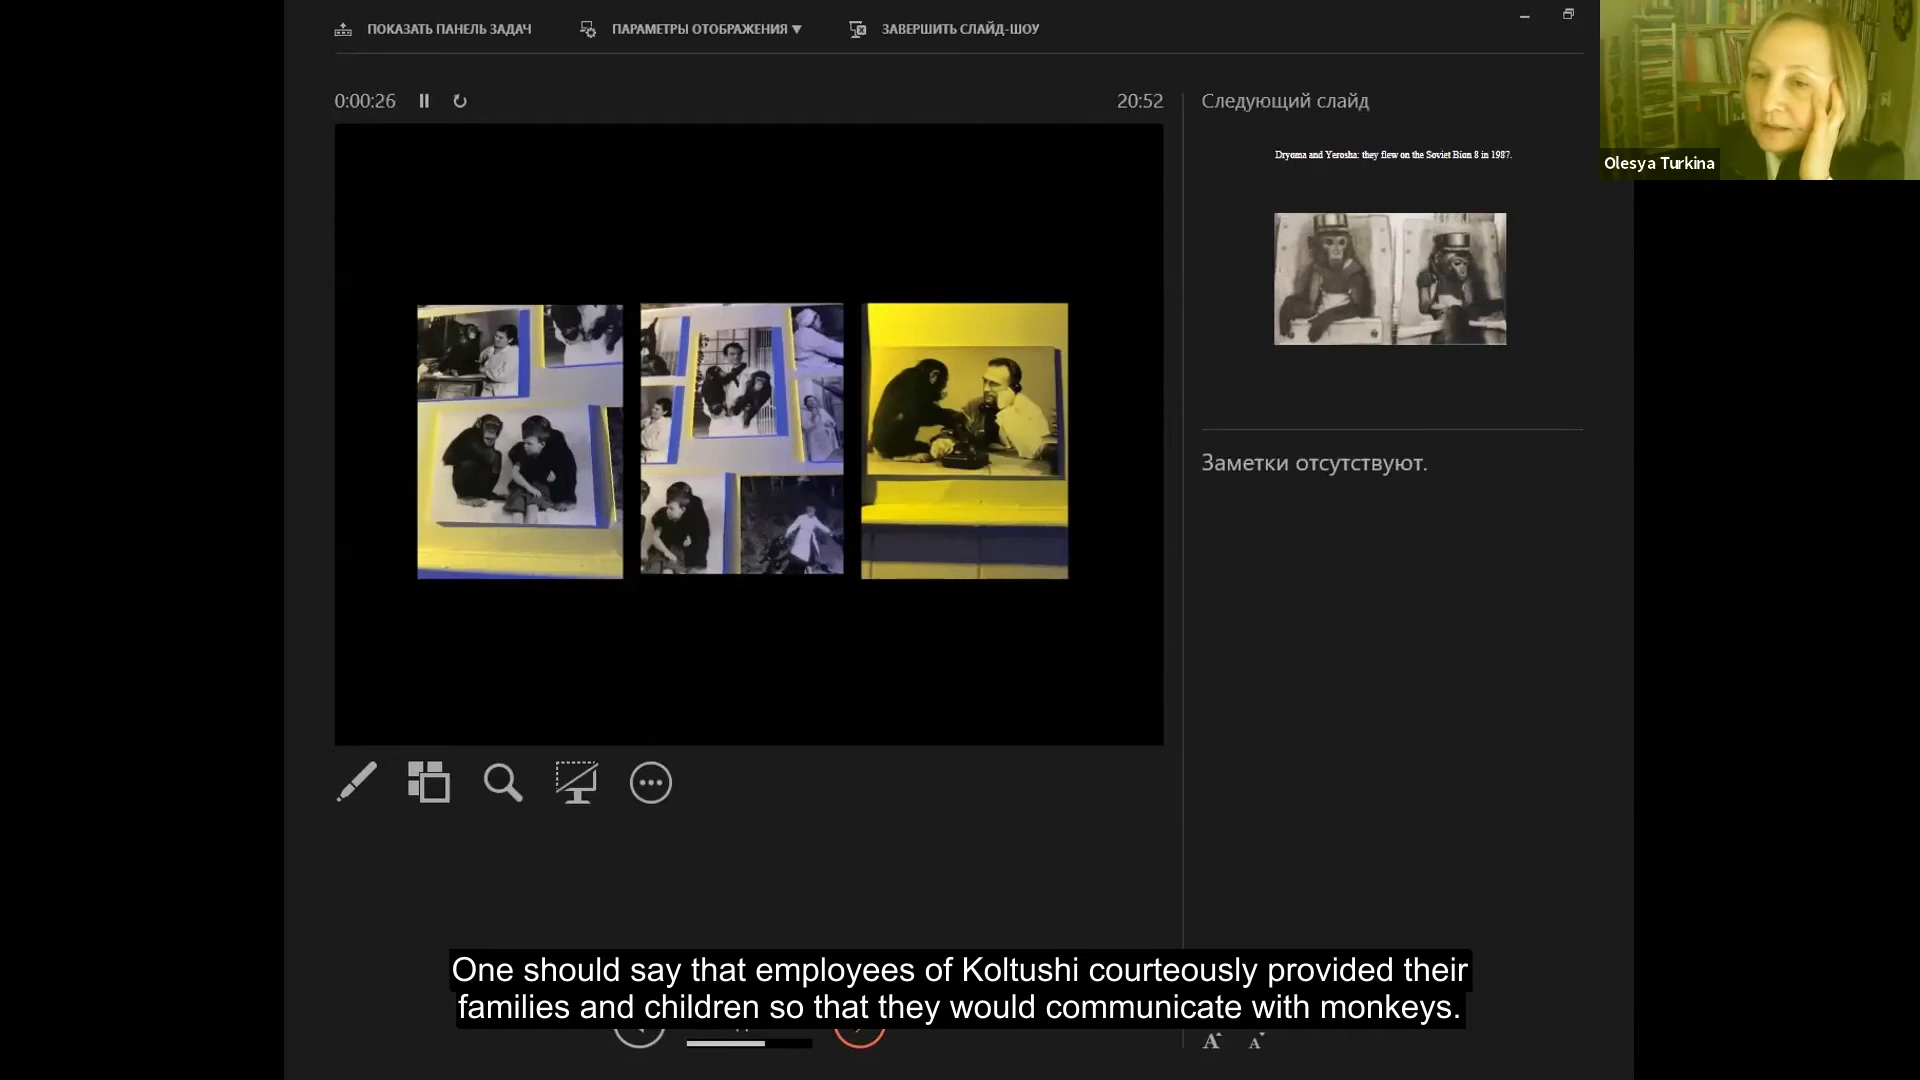 ПОКАЗАТЬ ПАНЕЛЬ ЗАДАЧ
ПАРАМЕТРЫ ОТОБРАЖЕНИЯ ▼
ЗАВЕРШИТЬ СЛАЙД-ШОУ
0:00:26
20:52
Следующий слайд
Dryoma and Yerosha: they flew on the Soviet Bion 8 in 1987.
Olesya Turkina
Заметки отсутствуют.
One should say that employees of Koltushi courteously provided their
families and children so that they would communicate with monkeys.
A A